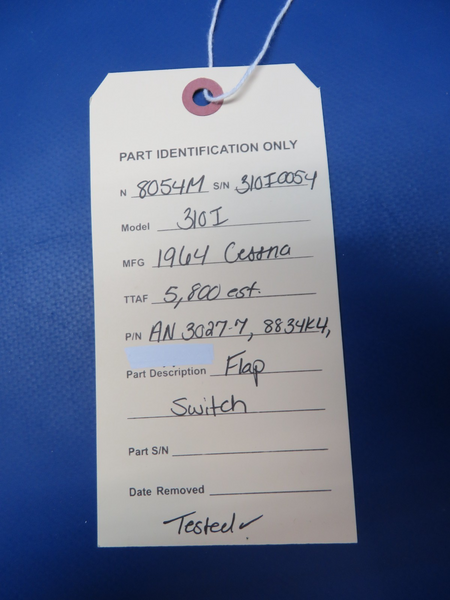 PART IDENTIFICATION ONLY
N 8054M S/N 310I0054
Model 310I
MFG 1964 Cessna
TTAF 5,800 est.
P/N AN 3027-7, 8834K4,
Part Description Flap
Switch
Part S/N
Date Removed
Tested✓